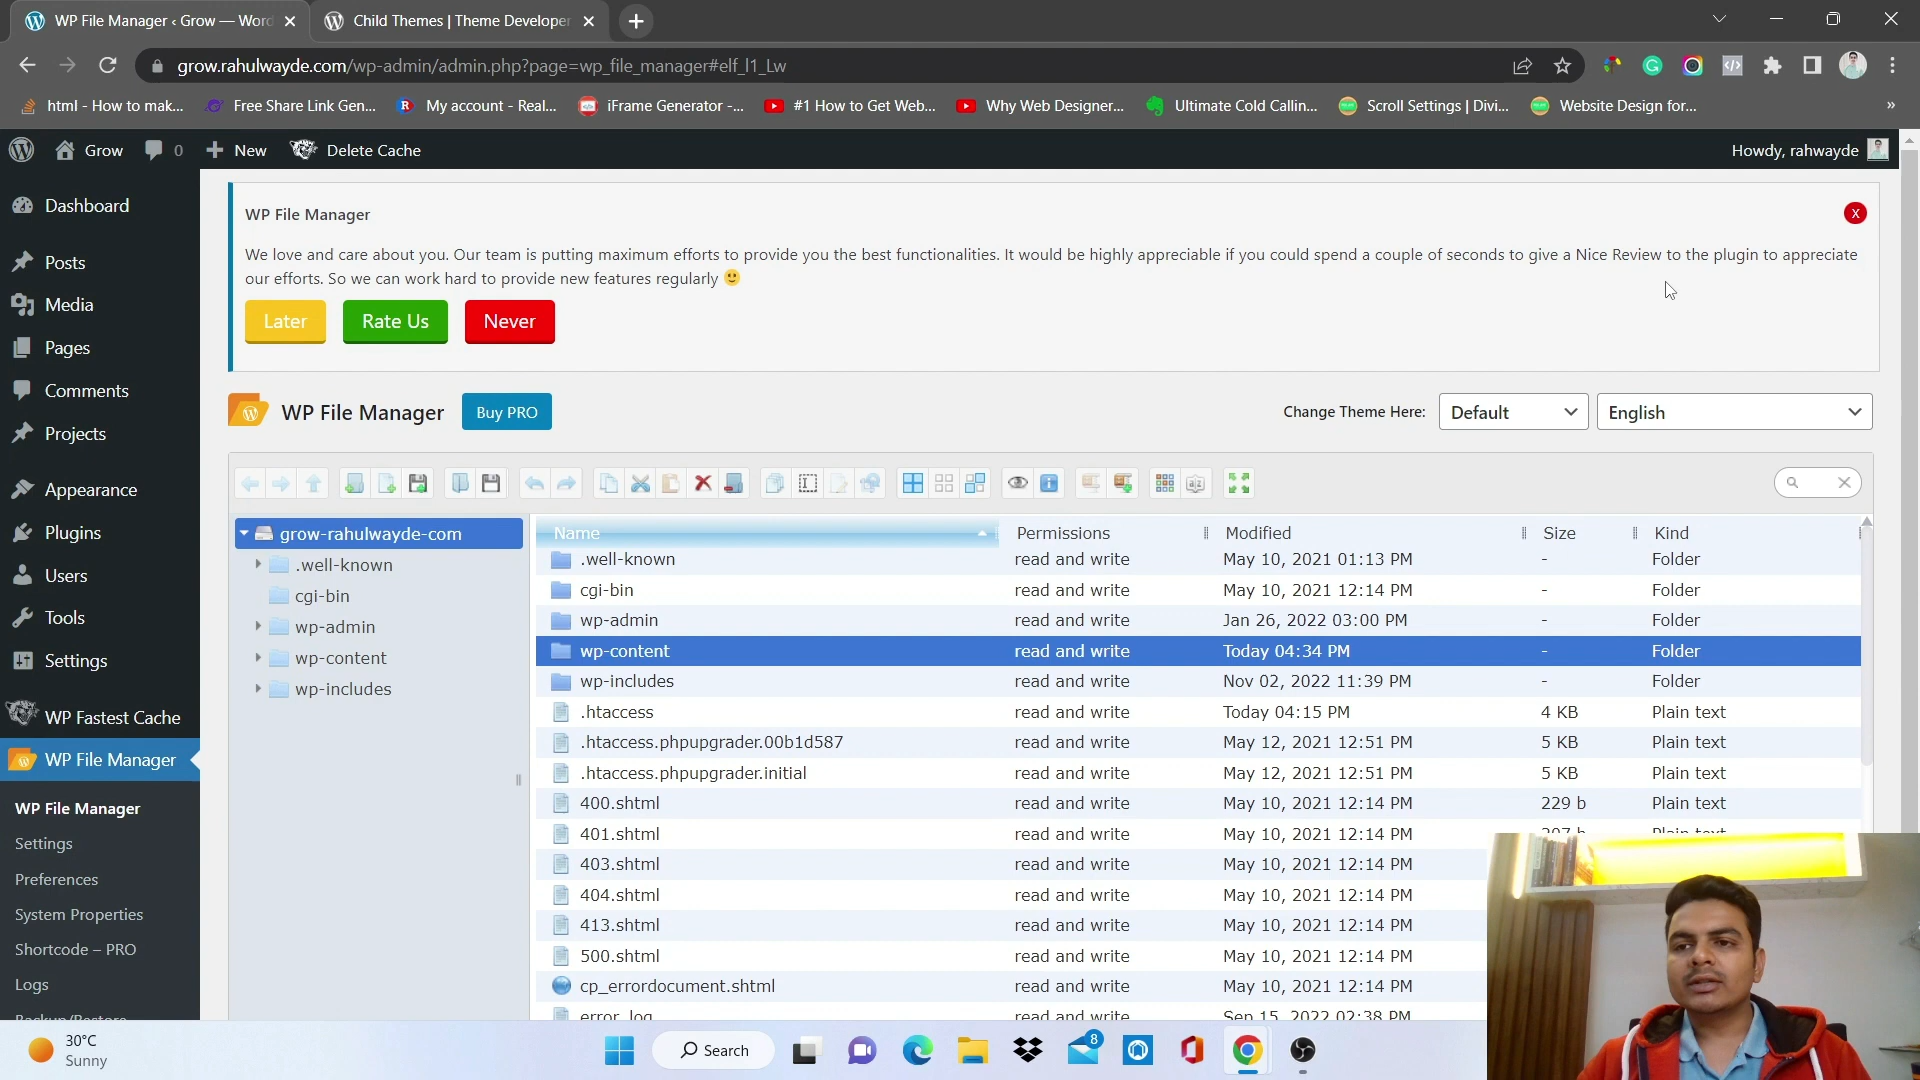 WP File Manager ‹ Grow — Word
Child Themes | Theme Developer
grow.rahulwayde.com/wp-admin/admin.php?page=wp_file_manager#elf_l1_Lw
html - How to mak...
Free Share Link Gen...
My account - Real...
iFrame Generator -...
#1 How to Get Web...
Why Web Designer...
Ultimate Cold Callin...
Scroll Settings | Divi...
Website Design for...
»
Grow
0
New
Delete Cache
Howdy, rahwayde
Dashboard
Posts
Media
Pages
Comments
Projects
Appearance
Plugins
Users
Tools
Settings
WP Fastest Cache
WP File Manager
WP File Manager
Settings
Preferences
System Properties
Shortcode – PRO
Logs
Backup/Restore
WP File Manager
X
We love and care about you. Our team is putting maximum efforts to provide you the best functionalities. It would be highly appreciable if you could spend a couple of seconds to give a Nice Review to the plugin to appreciate
our efforts. So we can work hard to provide new features regularly 🙂
Later
Rate Us
Never
WP File Manager
Buy PRO
Change Theme Here:
Default
English
grow-rahulwayde-com
.well-known
cgi-bin
wp-admin
wp-content
wp-includes
Name Permissions Modified Size Kind
.well-known read and write May 10, 2021 01:13 PM - Folder
cgi-bin read and write May 10, 2021 12:14 PM - Folder
wp-admin read and write Jan 26, 2022 03:00 PM - Folder
wp-content read and write Today 04:34 PM - Folder
wp-includes read and write Nov 02, 2022 11:39 PM - Folder
.htaccess read and write Today 04:15 PM 4 KB Plain text
.htaccess.phpupgrader.00b1d587 read and write May 12, 2021 12:51 PM 5 KB Plain text
.htaccess.phpupgrader.initial read and write May 12, 2021 12:51 PM 5 KB Plain text
400.shtml read and write May 10, 2021 12:14 PM 229 b Plain text
401.shtml read and write May 10, 2021 12:14 PM 207 b Plain text
403.shtml read and write May 10, 2021 12:14 PM
404.shtml read and write May 10, 2021 12:14 PM
413.shtml read and write May 10, 2021 12:14 PM
500.shtml read and write May 10, 2021 12:14 PM
cp_errordocument.shtml read and write May 10, 2021 12:14 PM
error_log read and write Sep 15, 2022 02:38 PM
30°C
Sunny
Search
8